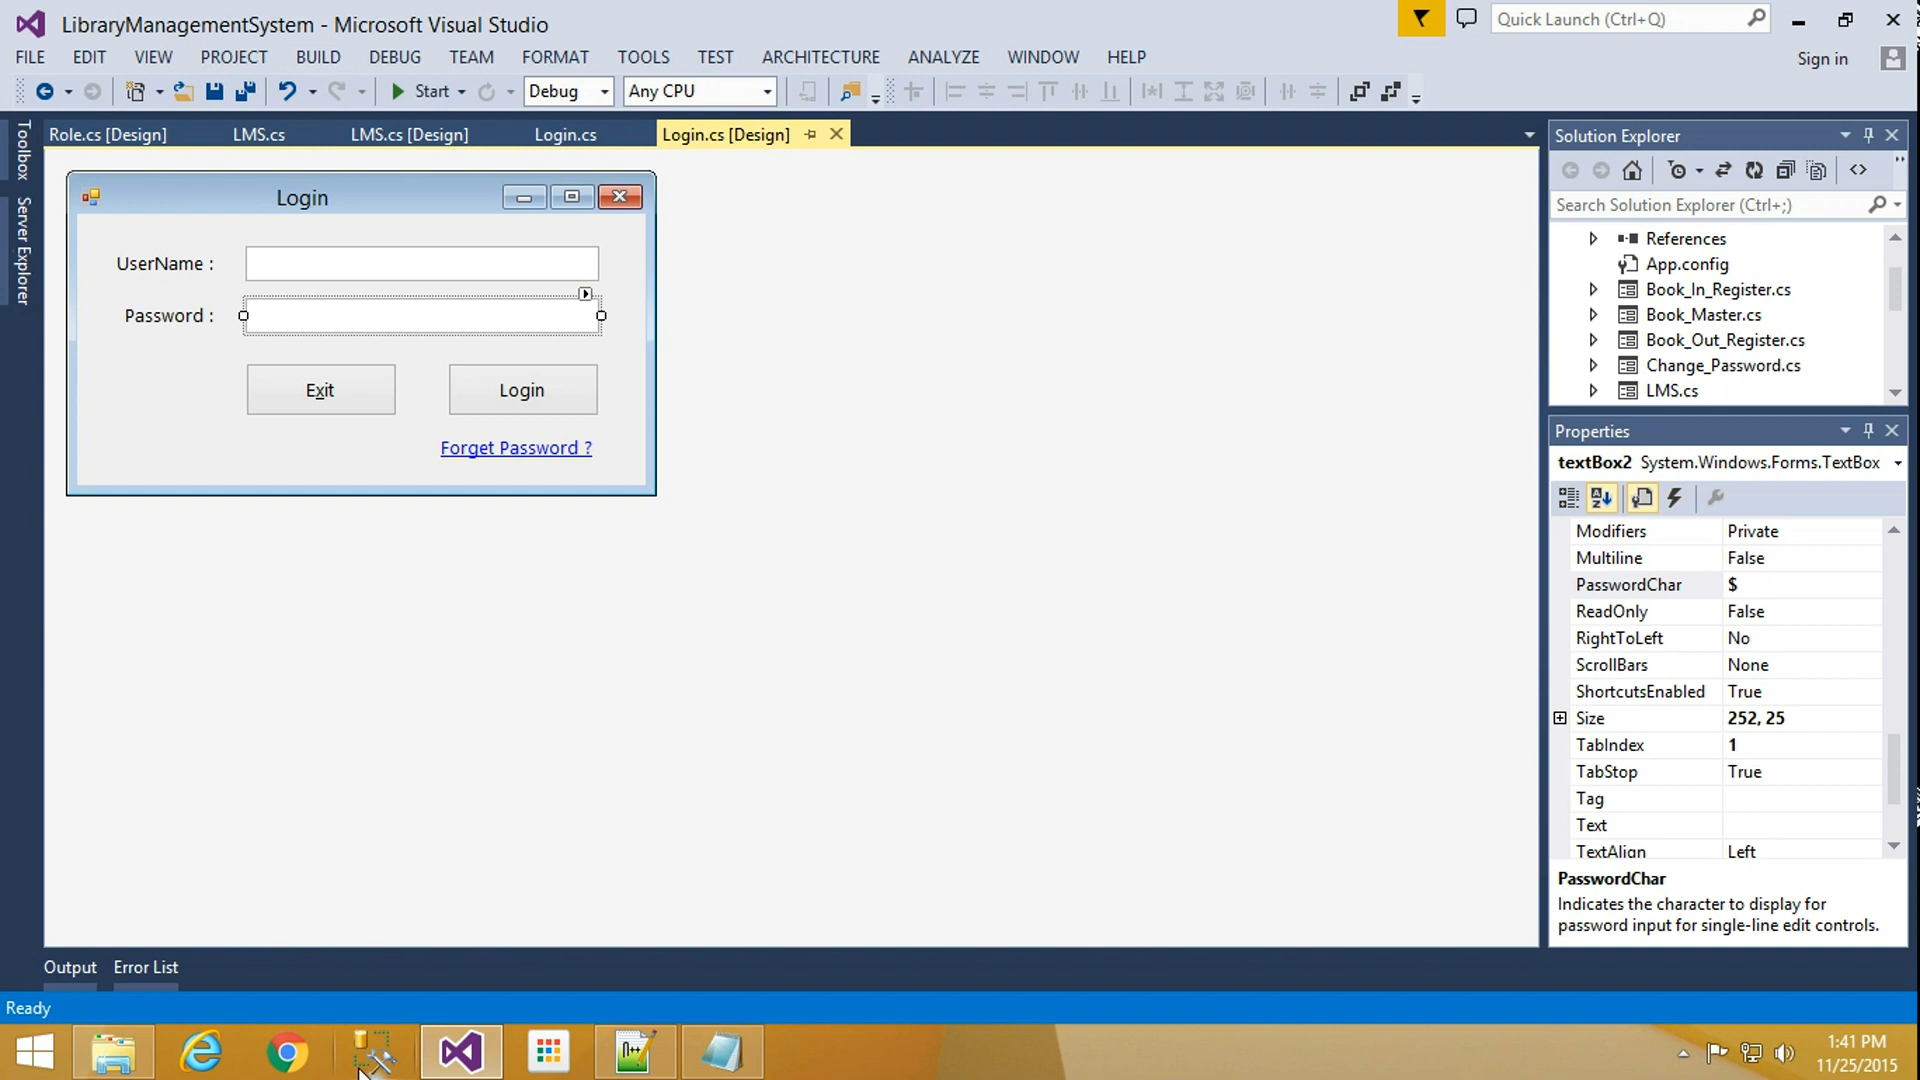 LibraryManagementSystem - Microsoft Visual Studio
Quick Launch (Ctrl+Q)
FILE EDIT VIEW PROJECT BUILD DEBUG TEAM FORMAT TOOLS TEST ARCHITECTURE ANALYZE WINDOW HELP
Sign in
Start Debug Any CPU
Toolbox
Server Explorer
Role.cs [Design] LMS.cs LMS.cs [Design] Login.cs Login.cs [Design]
Login
UserName :
Password :
Exit Login
Forget Password ?
Solution Explorer
Search Solution Explorer (Ctrl+;)
References
App.config
Book_In_Register.cs
Book_Master.cs
Book_Out_Register.cs
Change_Password.cs
LMS.cs
Properties
textBox2 System.Windows.Forms.TextBox
Modifiers Private
Multiline False
PasswordChar $
ReadOnly False
RightToLeft No
ScrollBars None
ShortcutsEnabled True
Size 252, 25
TabIndex 1
TabStop True
Tag
Text
TextAlign Left
PasswordChar
Indicates the character to display for
password input for single-line edit controls.
Output Error List
Ready
1:41 PM
11/25/2015